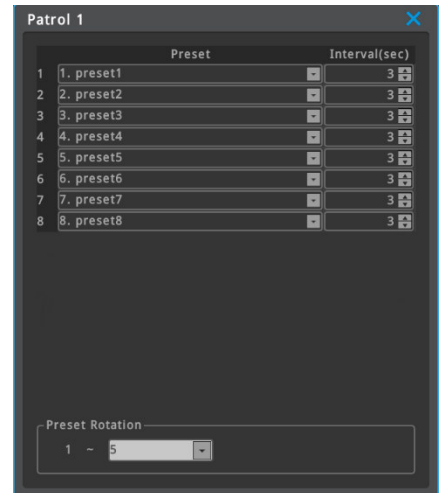 Patrol 1
Preset Interval(sec)
1 1. preset1 3
2 2. preset2 3
3 3. preset3 3
4 4. preset4 3
5 5. preset5 3
6 6. preset6 3
7 7. preset7 3
8 8. preset8 3
Preset Rotation
1 ~ 5